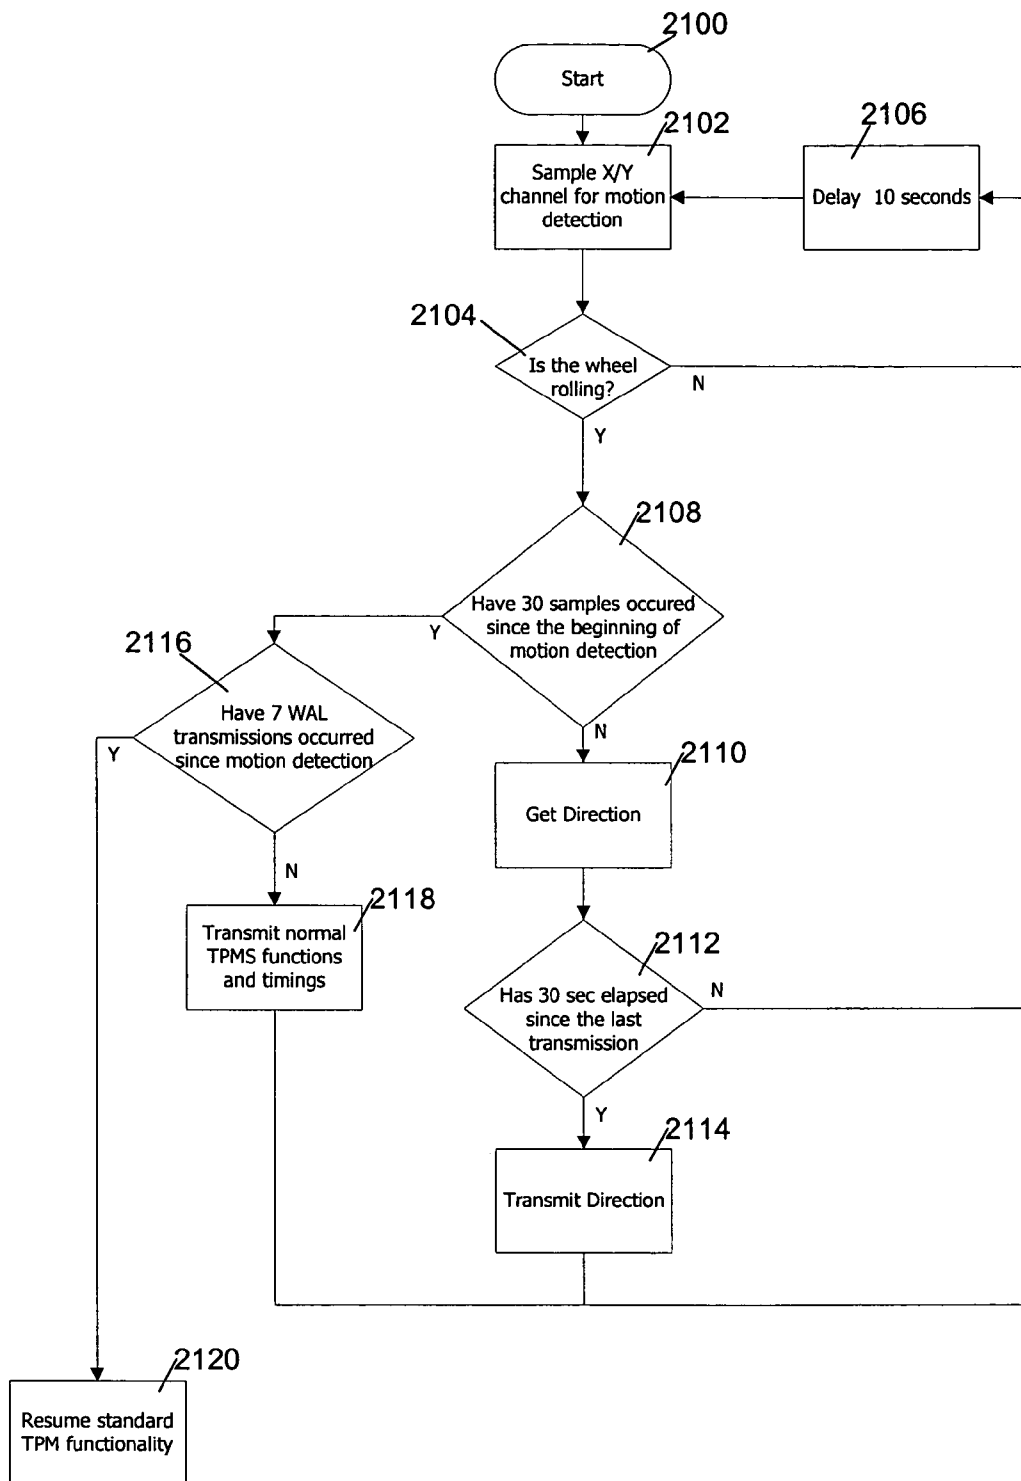 2100
Start
2102
Sample X/Y
channel for motion
detection
2106
Delay 10 seconds
2104
Is the wheel
rolling?
N
Y
2108
Have 30 samples occured
since the beginning of
motion detection
Y
N
2116
Have 7 WAL
transmissions occurred
since motion detection
Y
N
2110
Get Direction
2118
Transmit normal
TPMS functions
and timings
2112
Has 30 sec elapsed
since the last
transmission
N
Y
2114
Transmit Direction
2120
Resume standard
TPM functionality